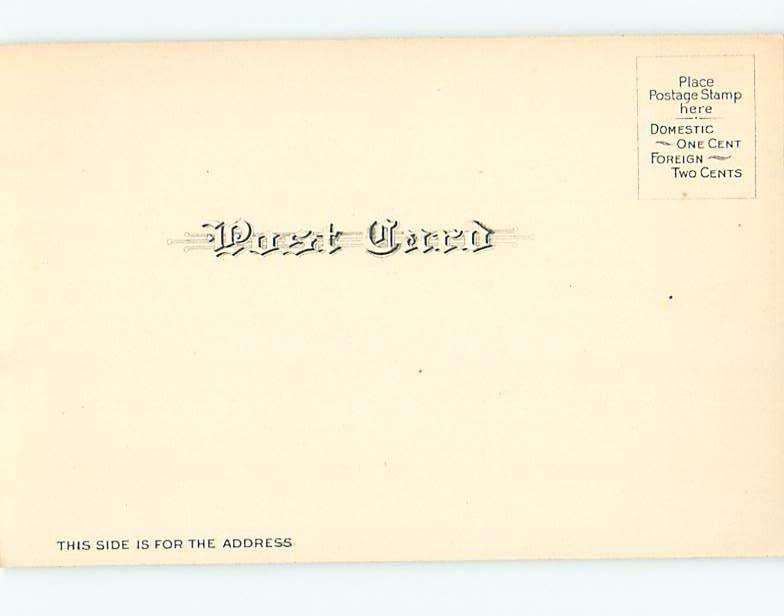 Place
Postage Stamp
here
DOMESTIC
ONE CENT
FOREIGN
TWO CENTS
Post Card
THIS SIDE IS FOR THE ADDRESS